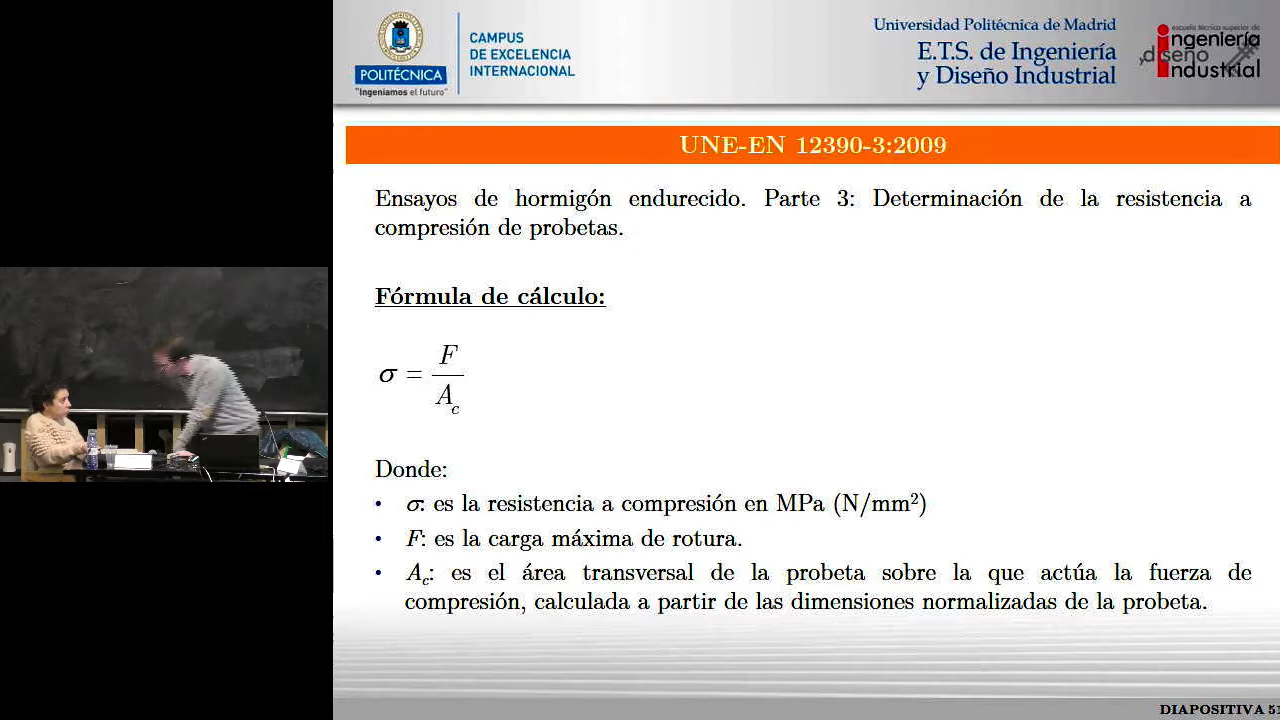 POLITÉCNICA
"Ingeniamos el futuro"
CAMPUS
DE EXCELENCIA
INTERNACIONAL
Universidad Politécnica de Madrid
E.T.S. de Ingeniería
y Diseño Industrial
escuela técnica superior de
ingeniería
y diseño
industrial
UNE-EN 12390-3:2009
Ensayos de hormigón endurecido. Parte 3: Determinación de la resistencia a
compresión de probetas.
Fórmula de cálculo:
σ = F / A_c
Donde:
• σ: es la resistencia a compresión en MPa (N/mm²)
• F: es la carga máxima de rotura.
• A_c: es el área transversal de la probeta sobre la que actúa la fuerza de
compresión, calculada a partir de las dimensiones normalizadas de la probeta.
DIAPOSITIVA